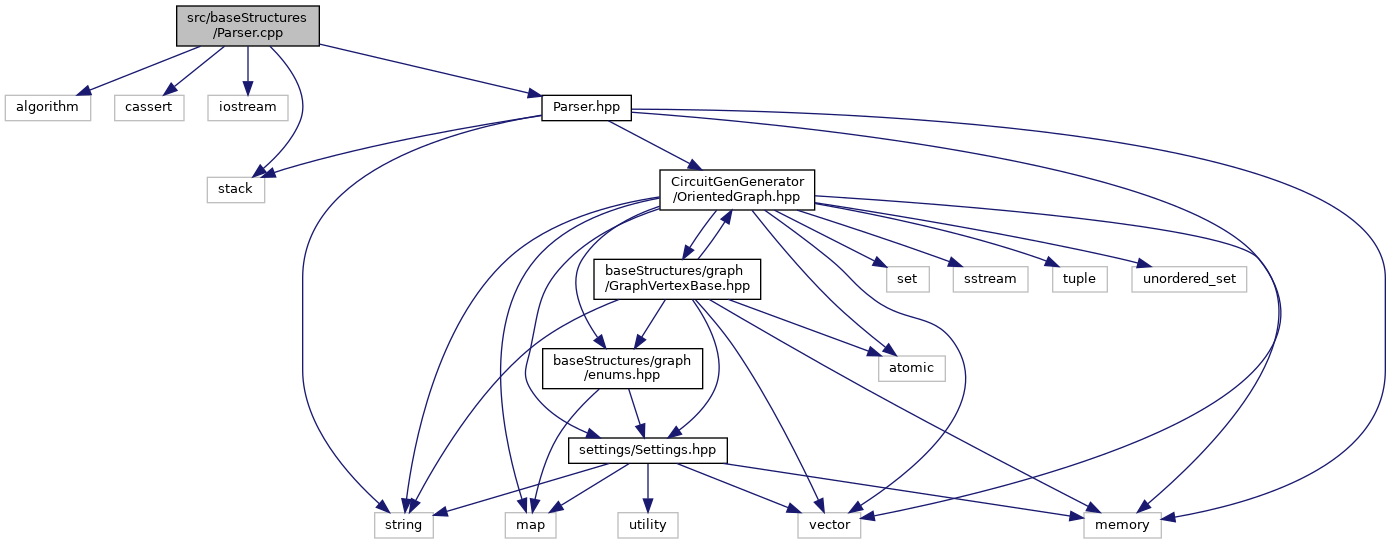 src/baseStructures
/Parser.cpp
algorithm
cassert
iostream
Parser.hpp
stack
CircuitGenGenerator
/OrientedGraph.hpp
baseStructures/graph
/GraphVertexBase.hpp
set
sstream
tuple
unordered_set
baseStructures/graph
/enums.hpp
atomic
settings/Settings.hpp
string
map
utility
vector
memory